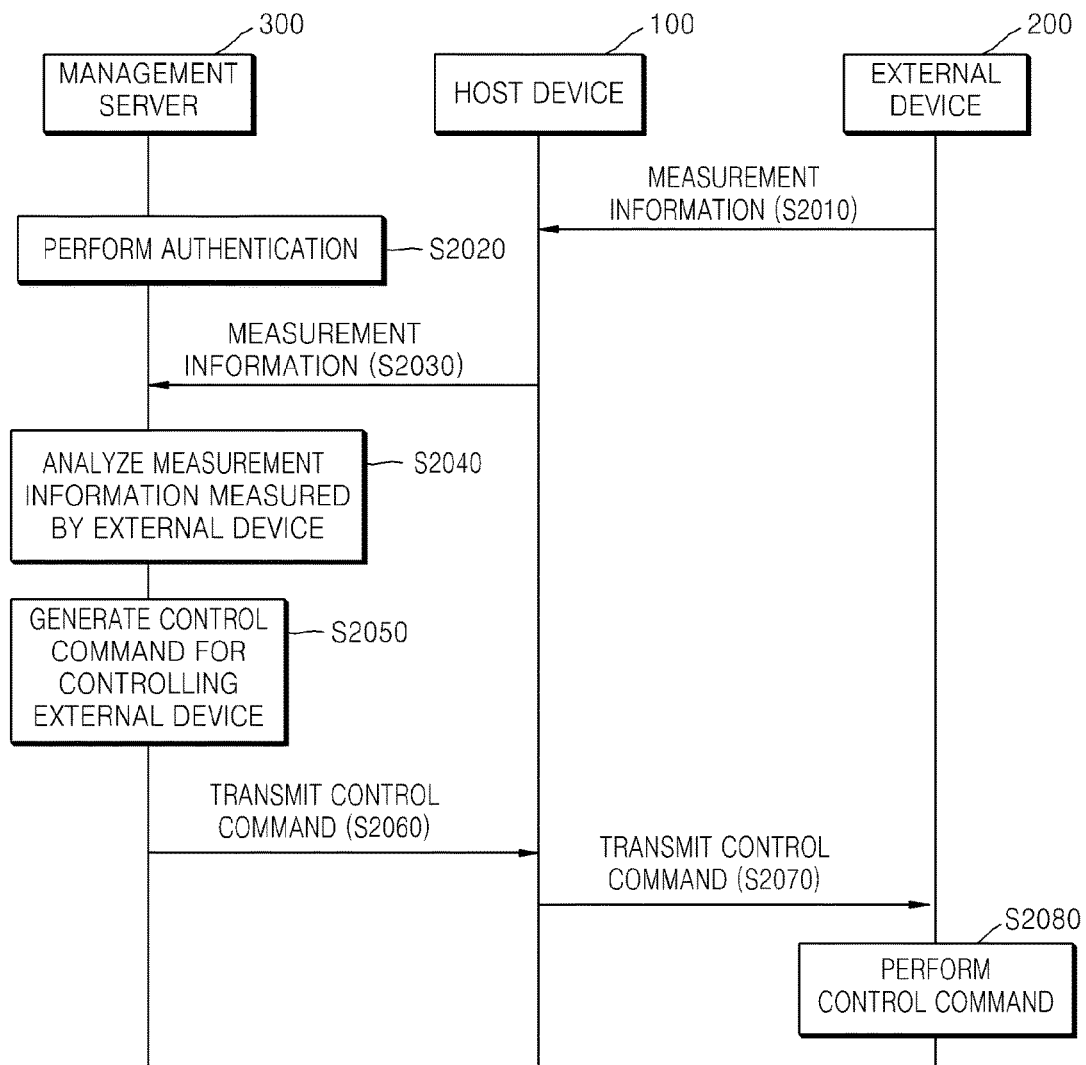 300
100
200
MANAGEMENT
SERVER
HOST DEVICE
EXTERNAL
DEVICE
MEASUREMENT
INFORMATION (S2010)
PERFORM AUTHENTICATION
S2020
MEASUREMENT
INFORMATION (S2030)
ANALYZE MEASUREMENT
INFORMATION MEASURED
BY EXTERNAL DEVICE
S2040
GENERATE CONTROL
COMMAND FOR
CONTROLLING
EXTERNAL DEVICE
S2050
TRANSMIT CONTROL
COMMAND (S2060)
TRANSMIT CONTROL
COMMAND (S2070)
S2080
PERFORM
CONTROL COMMAND